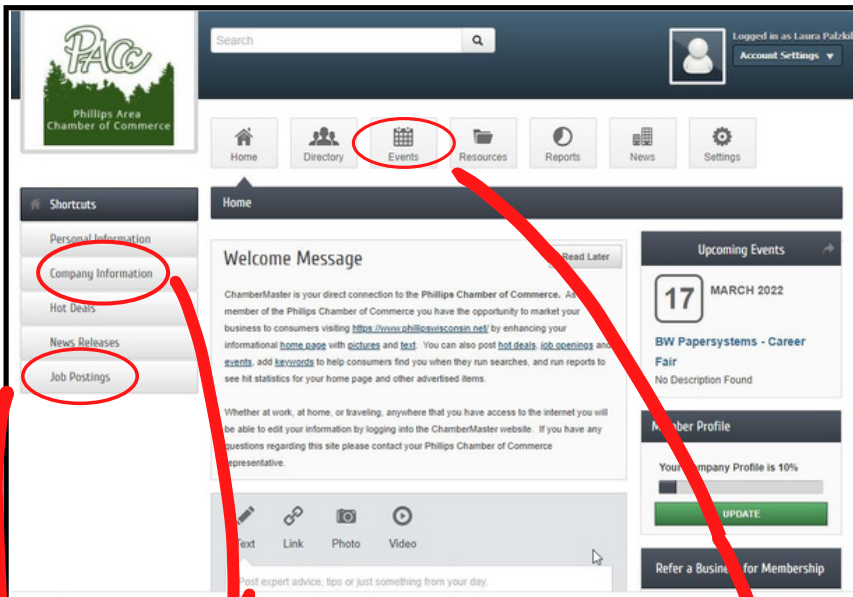 PACC
Phillips Area
Chamber of Commerce
Search
Logged in as Laura Palzkil
Account Settings
Home
Directory
Events
Resources
Reports
News
Settings
Shortcuts
Personal Information
Company Information
Hot Deals
News Releases
Job Postings
Home
Welcome Message
Read Later
ChamberMaster is your direct connection to the Phillips Chamber of Commerce. As
member of the Phillips Chamber of Commerce you have the opportunity to market your
business to consumers visiting https://www.phillipswisconsin.net/ by enhancing your
informational home page with pictures and text. You can also post hot deals, job openings and
events, add keywords to help consumers find you when they run searches, and run reports to
see hit statistics for your home page and other advertised items.
Whether at work, at home, or traveling, anywhere that you have access to the internet you will
be able to edit your information by logging into the ChamberMaster website. If you have any
questions regarding this site please contact your Phillips Chamber of Commerce
representative.
Text
Link
Photo
Video
Post expert advice, tips or just something from your day.
Upcoming Events
17
MARCH 2022
BW Papersystems - Career
Fair
No Description Found
Member Profile
Your Company Profile is 10%
UPDATE
Refer a Business for Membership